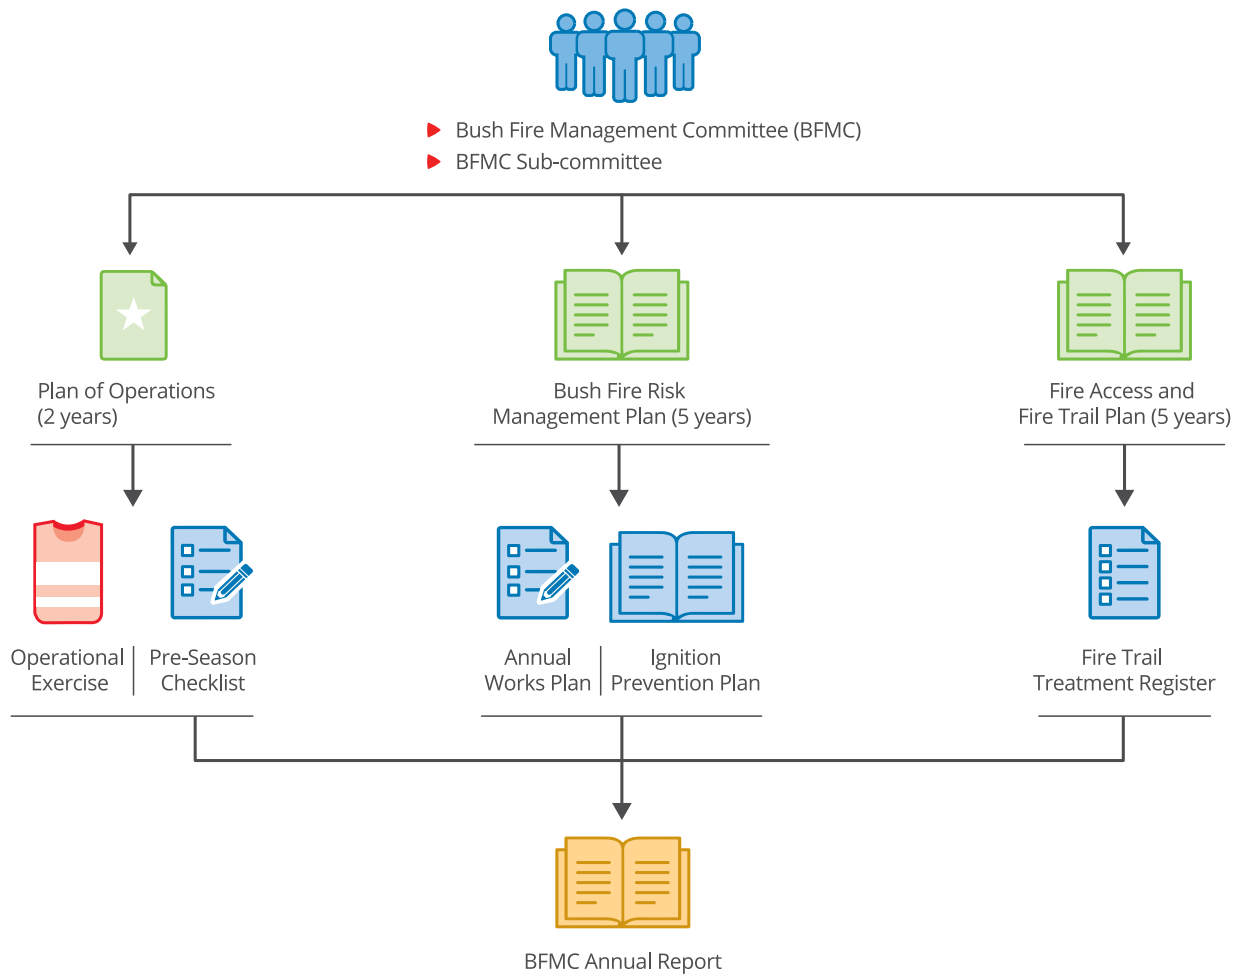 Bush Fire Management Committee (BFMC)
BFMC Sub-committee
Plan of Operations
(2 years)
Bush Fire Risk
Management Plan (5 years)
Fire Access and
Fire Trail Plan (5 years)
Operational
Exercise
Pre-Season
Checklist
Annual
Works Plan
Ignition
Prevention Plan
Fire Trail
Treatment Register
BFMC Annual Report